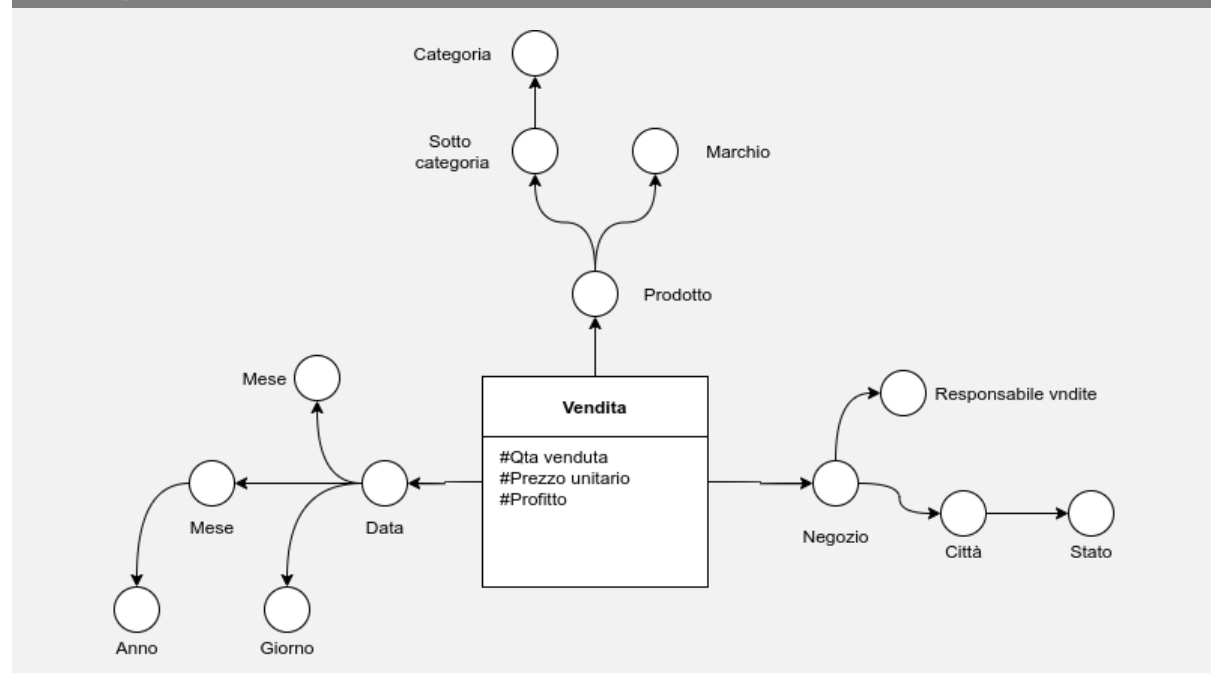 Categoria
Sotto
categoria
Marchio
Prodotto
Mese
Vendita
Responsabile vndite
#Qta venduta
#Prezzo unitario
#Profitto
Mese
Data
Negozio
Città
Stato
Anno
Giorno